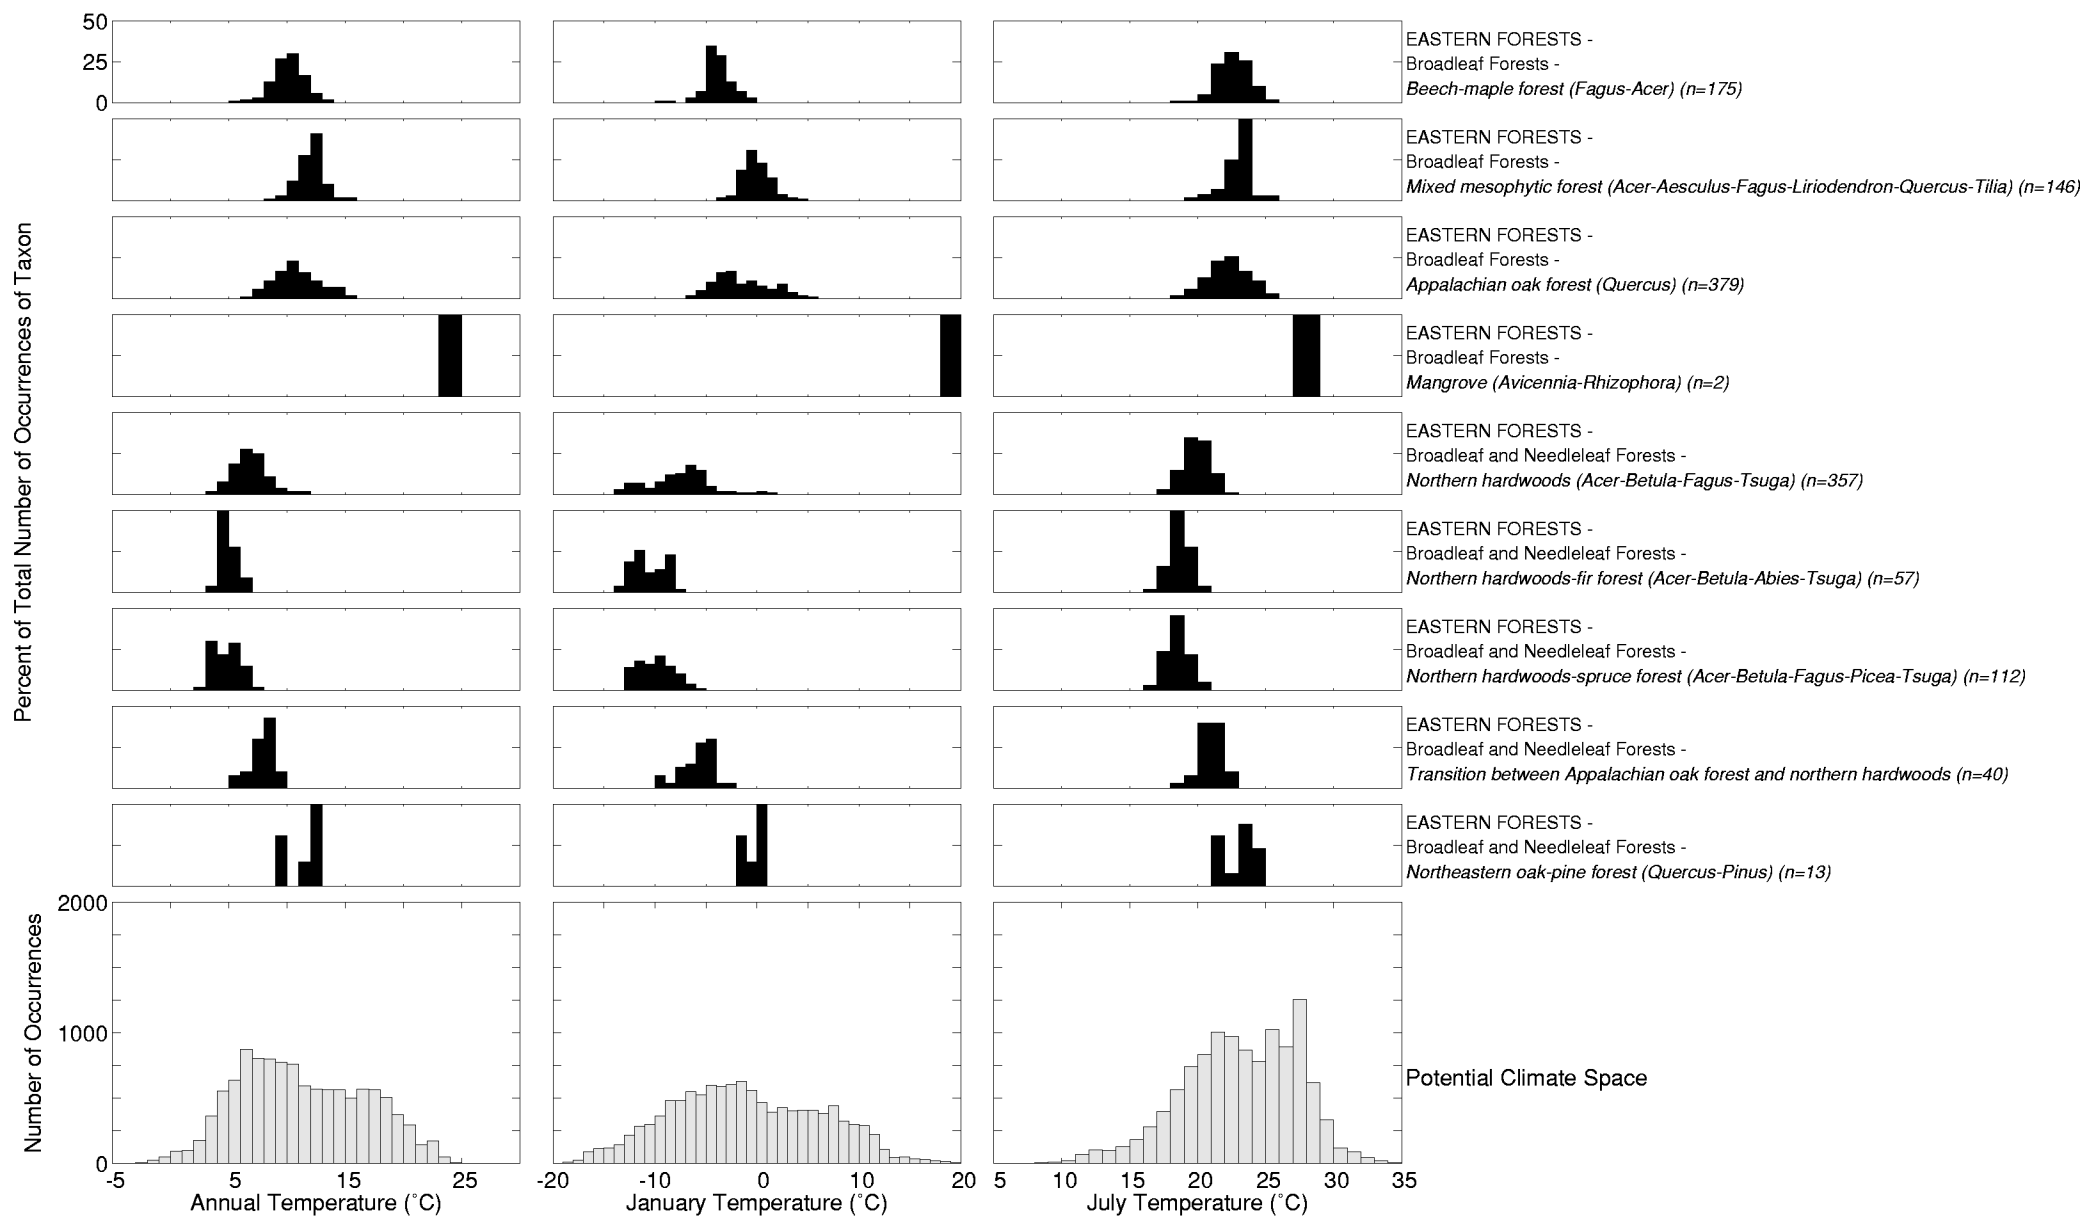 50
25
0
EASTERN FORESTS -
Broadleaf Forests -
Beech-maple forest (Fagus-Acer) (n=175)
EASTERN FORESTS -
Broadleaf Forests -
Mixed mesophytic forest (Acer-Aesculus-Fagus-Liriodendron-Quercus-Tilia) (n=146)
EASTERN FORESTS -
Broadleaf Forests -
Appalachian oak forest (Quercus) (n=379)
EASTERN FORESTS -
Broadleaf Forests -
Mangrove (Avicennia-Rhizophora) (n=2)
EASTERN FORESTS -
Broadleaf and Needleleaf Forests -
Northern hardwoods (Acer-Betula-Fagus-Tsuga) (n=357)
EASTERN FORESTS -
Broadleaf and Needleleaf Forests -
Northern hardwoods-fir forest (Acer-Betula-Abies-Tsuga) (n=57)
EASTERN FORESTS -
Broadleaf and Needleleaf Forests -
Northern hardwoods-spruce forest (Acer-Betula-Fagus-Picea-Tsuga) (n=112)
EASTERN FORESTS -
Broadleaf and Needleleaf Forests -
Transition between Appalachian oak forest and northern hardwoods (n=40)
EASTERN FORESTS -
Broadleaf and Needleleaf Forests -
Northeastern oak-pine forest (Quercus-Pinus) (n=13)
Percent of Total Number of Occurrences of Taxon
Number of Occurrences
2000
1000
0
Potential Climate Space
-5 5 15 25
Annual Temperature (˚C)
-20 -10 0 10 20
January Temperature (˚C)
5 10 15 20 25 30 35
July Temperature (˚C)